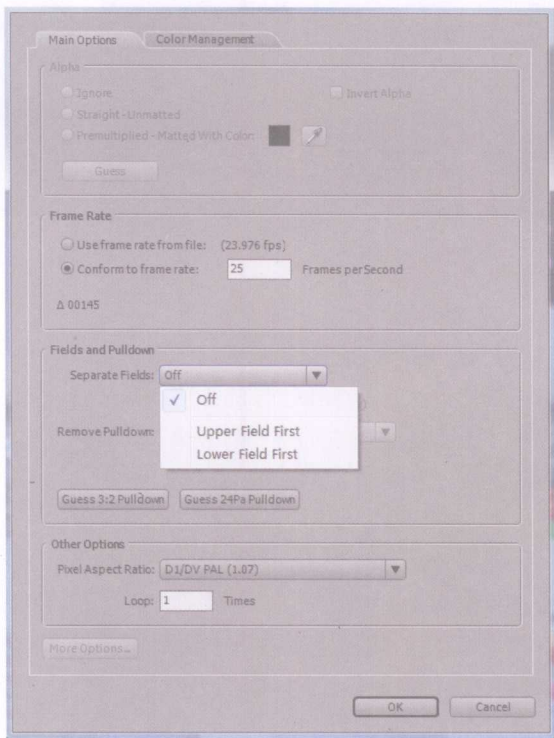 Main Options Color Management
Alpha
Ignore Invert Alpha
Straight - Unmatted
Premultiplied - Matted With Color:
Guess
Frame Rate
Use frame rate from file: (23.976 fps)
Conform to frame rate: 25 Frames per Second
Δ 00145
Fields and Pulldown
Separate Fields: Off
✓ Off
Remove Pulldown:
Upper Field First
Lower Field First
Guess 3:2 Pulldown Guess 24Pa Pulldown
Other Options
Pixel Aspect Ratio: D1/DV PAL (1.07)
Loop: 1 Times
More Options...
OK Cancel